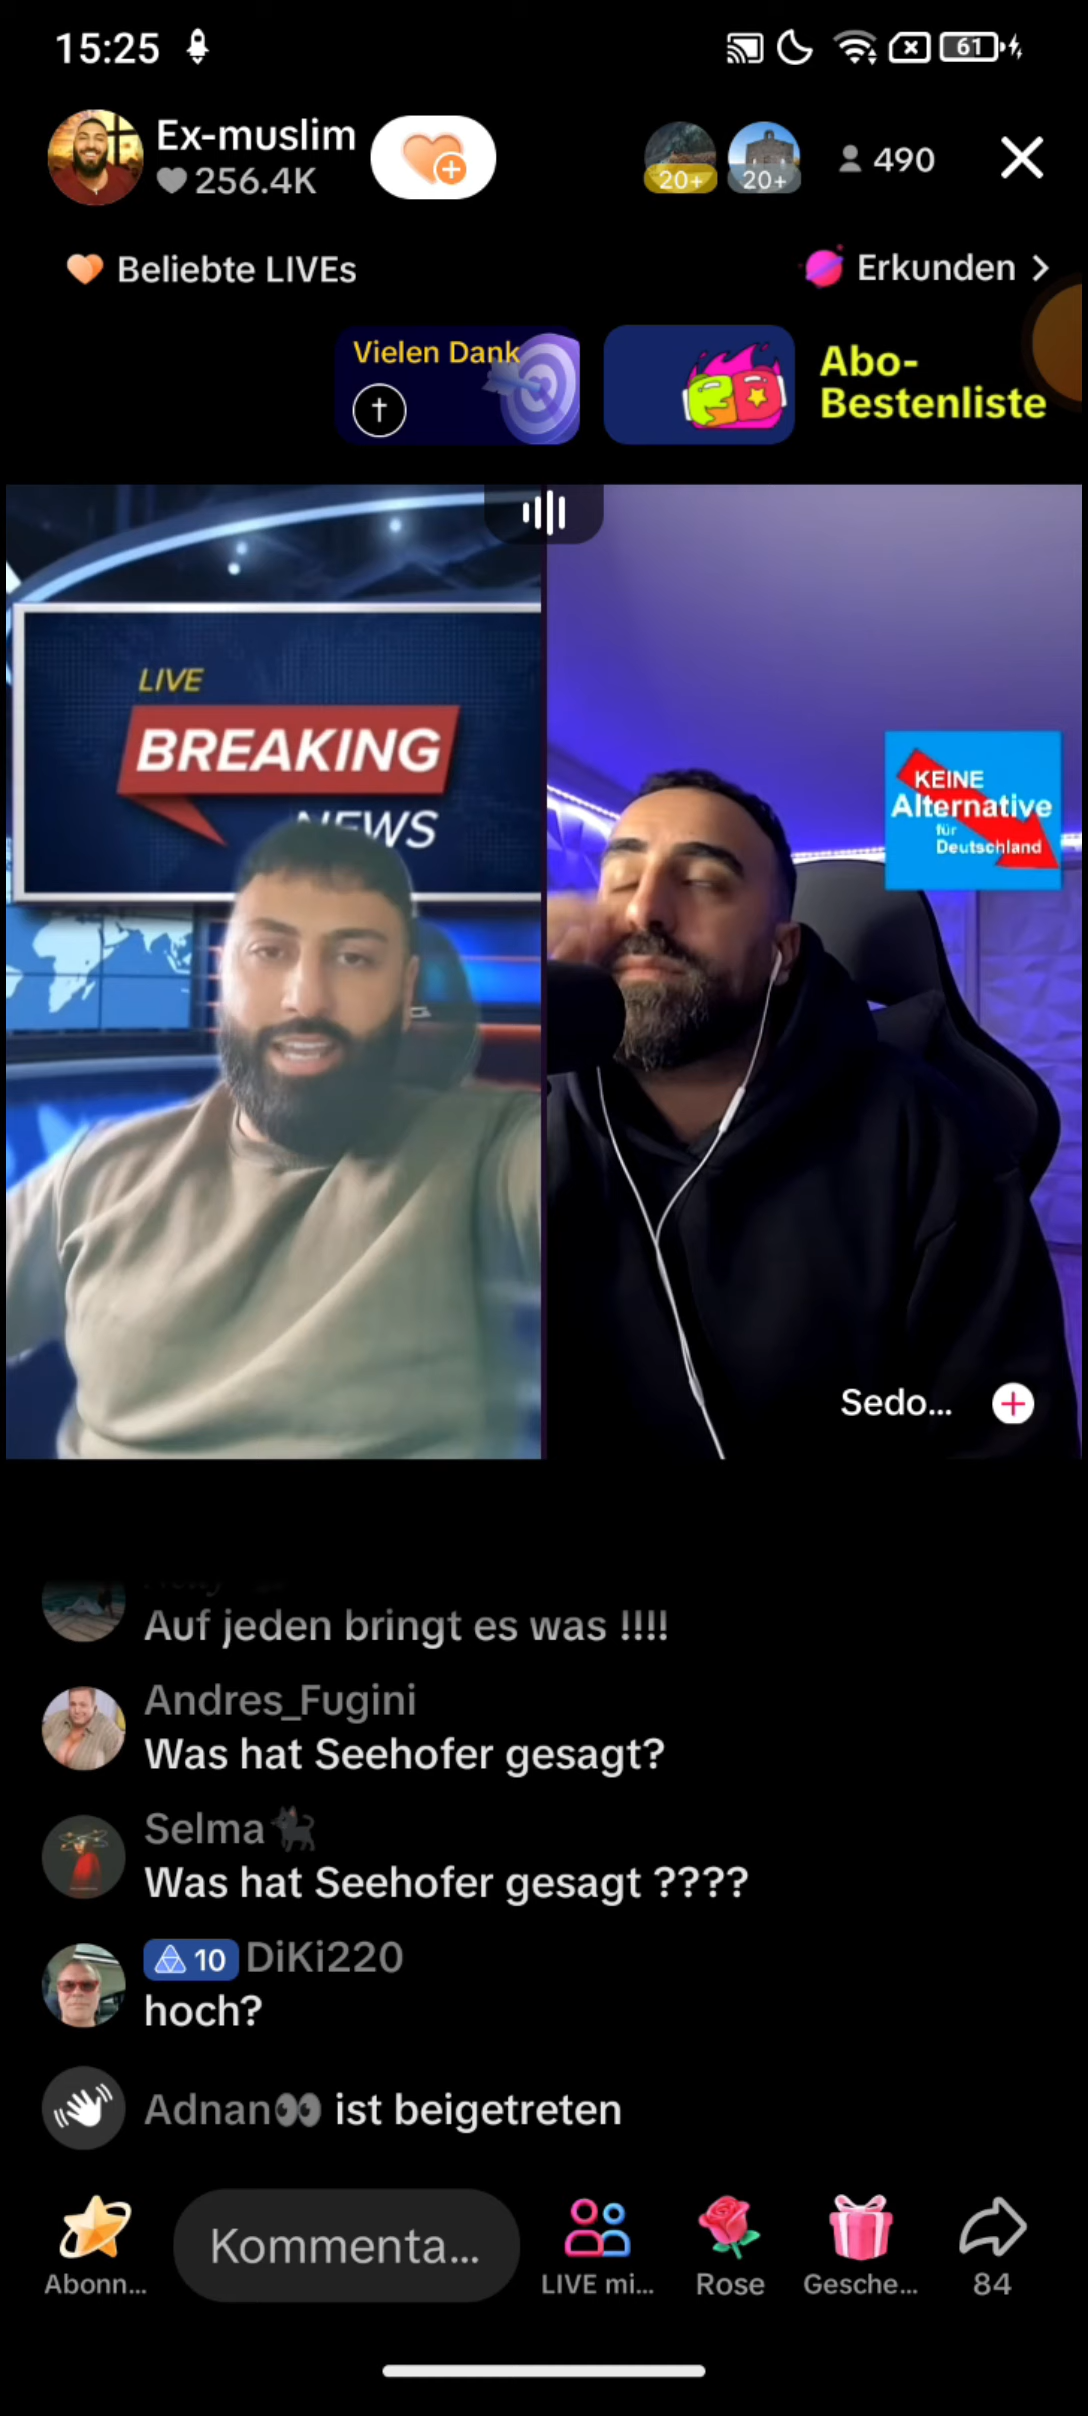 15:25
61
Ex-muslim
256.4K
20+
20+
490
Beliebte LIVEs
Erkunden >
Vielen Dank
Abo-
Bestenliste
LIVE
BREAKING
NEWS
KEINE
Alternative
für
Deutschland
Sedo...
Auf jeden bringt es was !!!!
Andres_Fugini
Was hat Seehofer gesagt?
Selma🐈‍⬛
Was hat Seehofer gesagt ????
10 DiKi220
hoch?
Adnan👀 ist beigetreten
Kommenta...
Abonn...
LIVE mi...
Rose
Gesche...
84